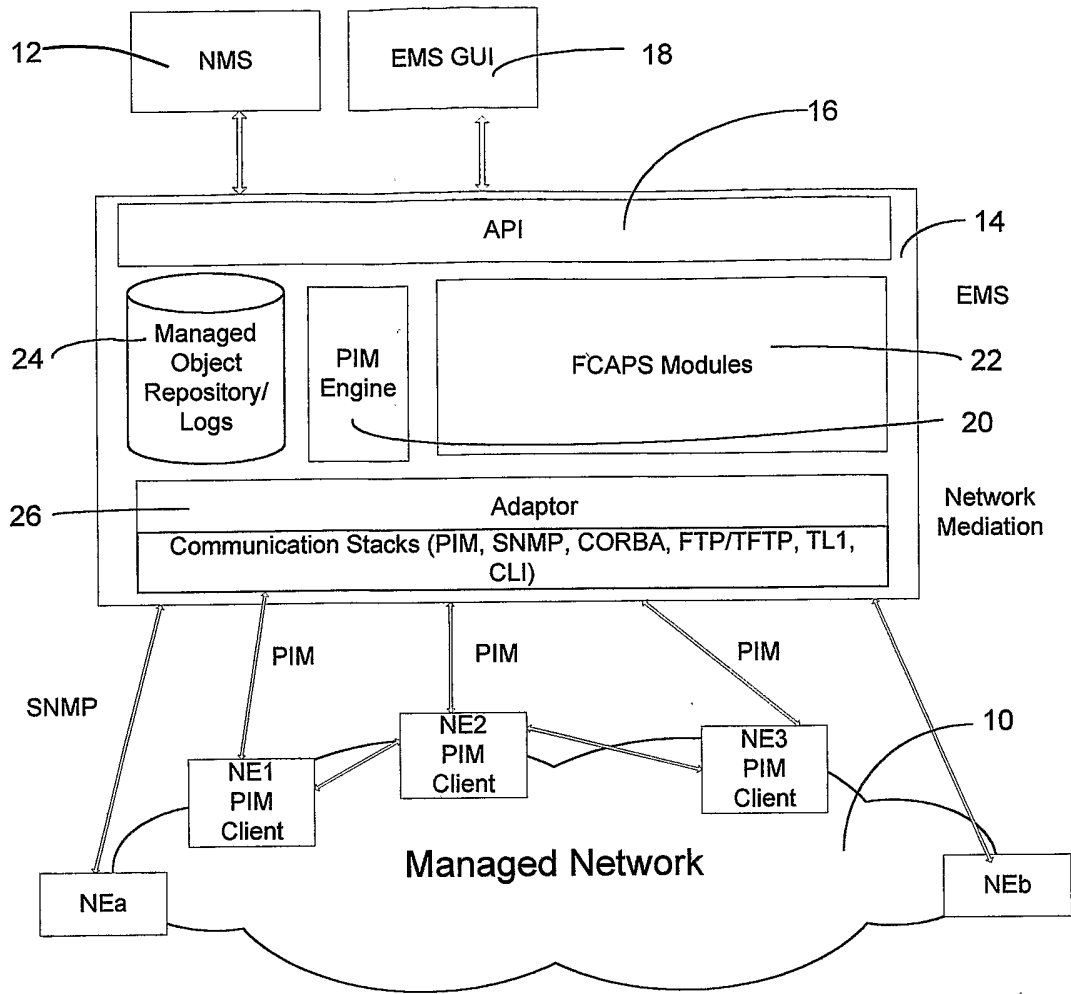 12
NMS
EMS GUI
18
16
API
14
EMS
24
Managed
Object
Repository/
Logs
PIM
Engine
FCAPS Modules
22
20
26
Adaptor
Network
Mediation
Communication Stacks (PIM, SNMP, CORBA, FTP/TFTP, TL1,
CLI)
SNMP
PIM
PIM
PIM
10
NE1
PIM
Client
NE2
PIM
Client
NE3
PIM
Client
Managed Network
NEa
NEb